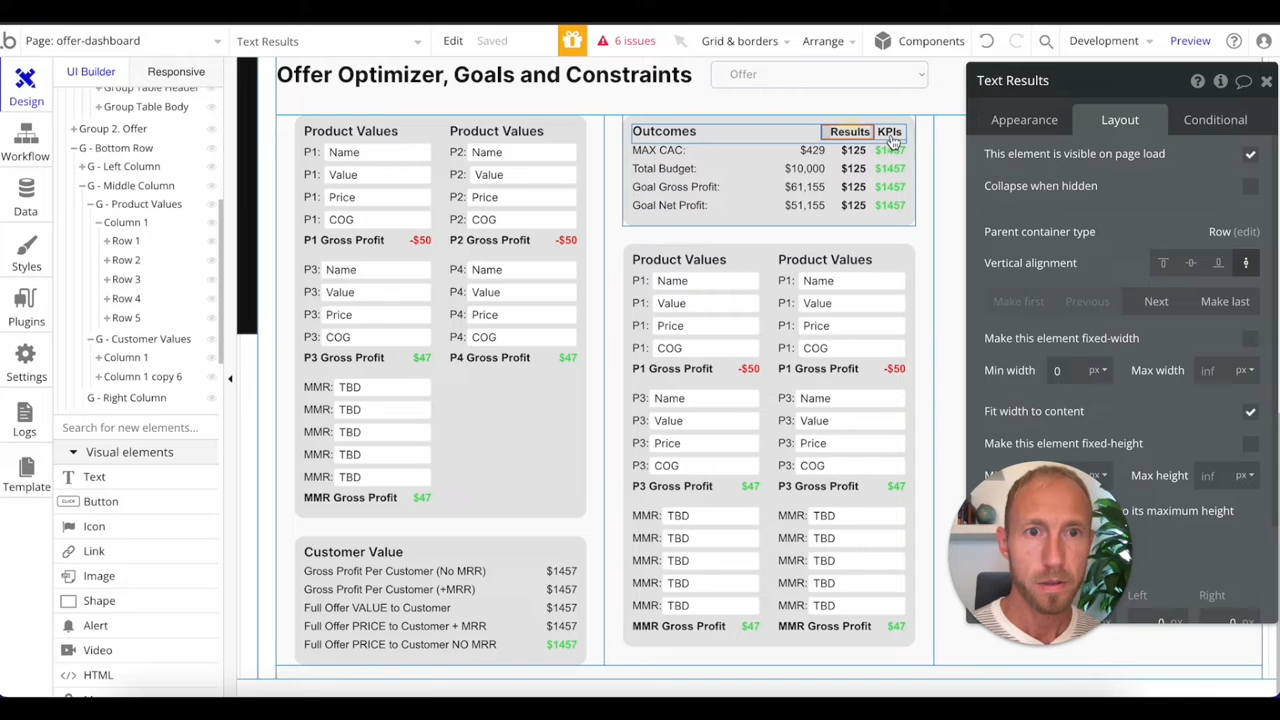 Page: offer-dashboard
Text Results
Edit
Saved
6 issues
Grid & borders
Arrange
Components
Development
Preview
Design
Workflow
Data
Styles
Plugins
Settings
Logs
Template
UI Builder
Responsive
Group Table Header
Group Table Body
Group 2. Offer
G - Bottom Row
G - Left Column
G - Middle Column
G - Product Values
Column 1
Row 1
Row 2
Row 3
Row 4
Row 5
G - Customer Values
Column 1
Column 1 copy 6
G - Right Column
Search for new elements...
Visual elements
Text
CLICK
Button
Icon
Link
Image
Shape
Alert
Video
</> HTML
Offer Optimizer, Goals and Constraints
Offer
Product Values
P1: Name
P1: Value
P1: Price
P1: COG
P1 Gross Profit -$50
P3: Name
P3: Value
P3: Price
P3: COG
P3 Gross Profit $47
MMR: TBD
MMR: TBD
MMR: TBD
MMR: TBD
MMR: TBD
MMR Gross Profit $47
Product Values
P2: Name
P2: Value
P2: Price
P2: COG
P2 Gross Profit -$50
P4: Name
P4: Value
P4: Price
P4: COG
P4 Gross Profit $47
Customer Value
Gross Profit Per Customer (No MRR) $1457
Gross Profit Per Customer (+MRR) $1457
Full Offer VALUE to Customer $1457
Full Offer PRICE to Customer + MRR $1457
Full Offer PRICE to Customer NO MRR $1457
Outcomes Results KPIs
MAX CAC: $429 $125 $1457
Total Budget: $10,000 $125 $1457
Goal Gross Profit: $61,155 $125 $1457
Goal Net Profit: $51,155 $125 $1457
Product Values
P1: Name
P1: Value
P1: Price
P1: COG
P1 Gross Profit -$50
P3: Name
P3: Value
P3: Price
P3: COG
P3 Gross Profit $47
MMR: TBD
MMR: TBD
MMR: TBD
MMR: TBD
MMR: TBD
MMR Gross Profit $47
Product Values
P1: Name
P1: Value
P1: Price
P1: COG
P1 Gross Profit -$50
P3: Name
P3: Value
P3: Price
P3: COG
P3 Gross Profit $47
MMR: TBD
MMR: TBD
MMR: TBD
MMR: TBD
MMR: TBD
MMR Gross Profit $47
Text Results
Appearance
Layout
Conditional
This element is visible on page load
Collapse when hidden
Parent container type Row (edit)
Vertical alignment
Make first Previous Next Make last
Make this element fixed-width
Min width 0 px Max width inf px
Fit width to content
Make this element fixed-height
px Max height inf px
to its maximum height
Left Right
0 px 0 px